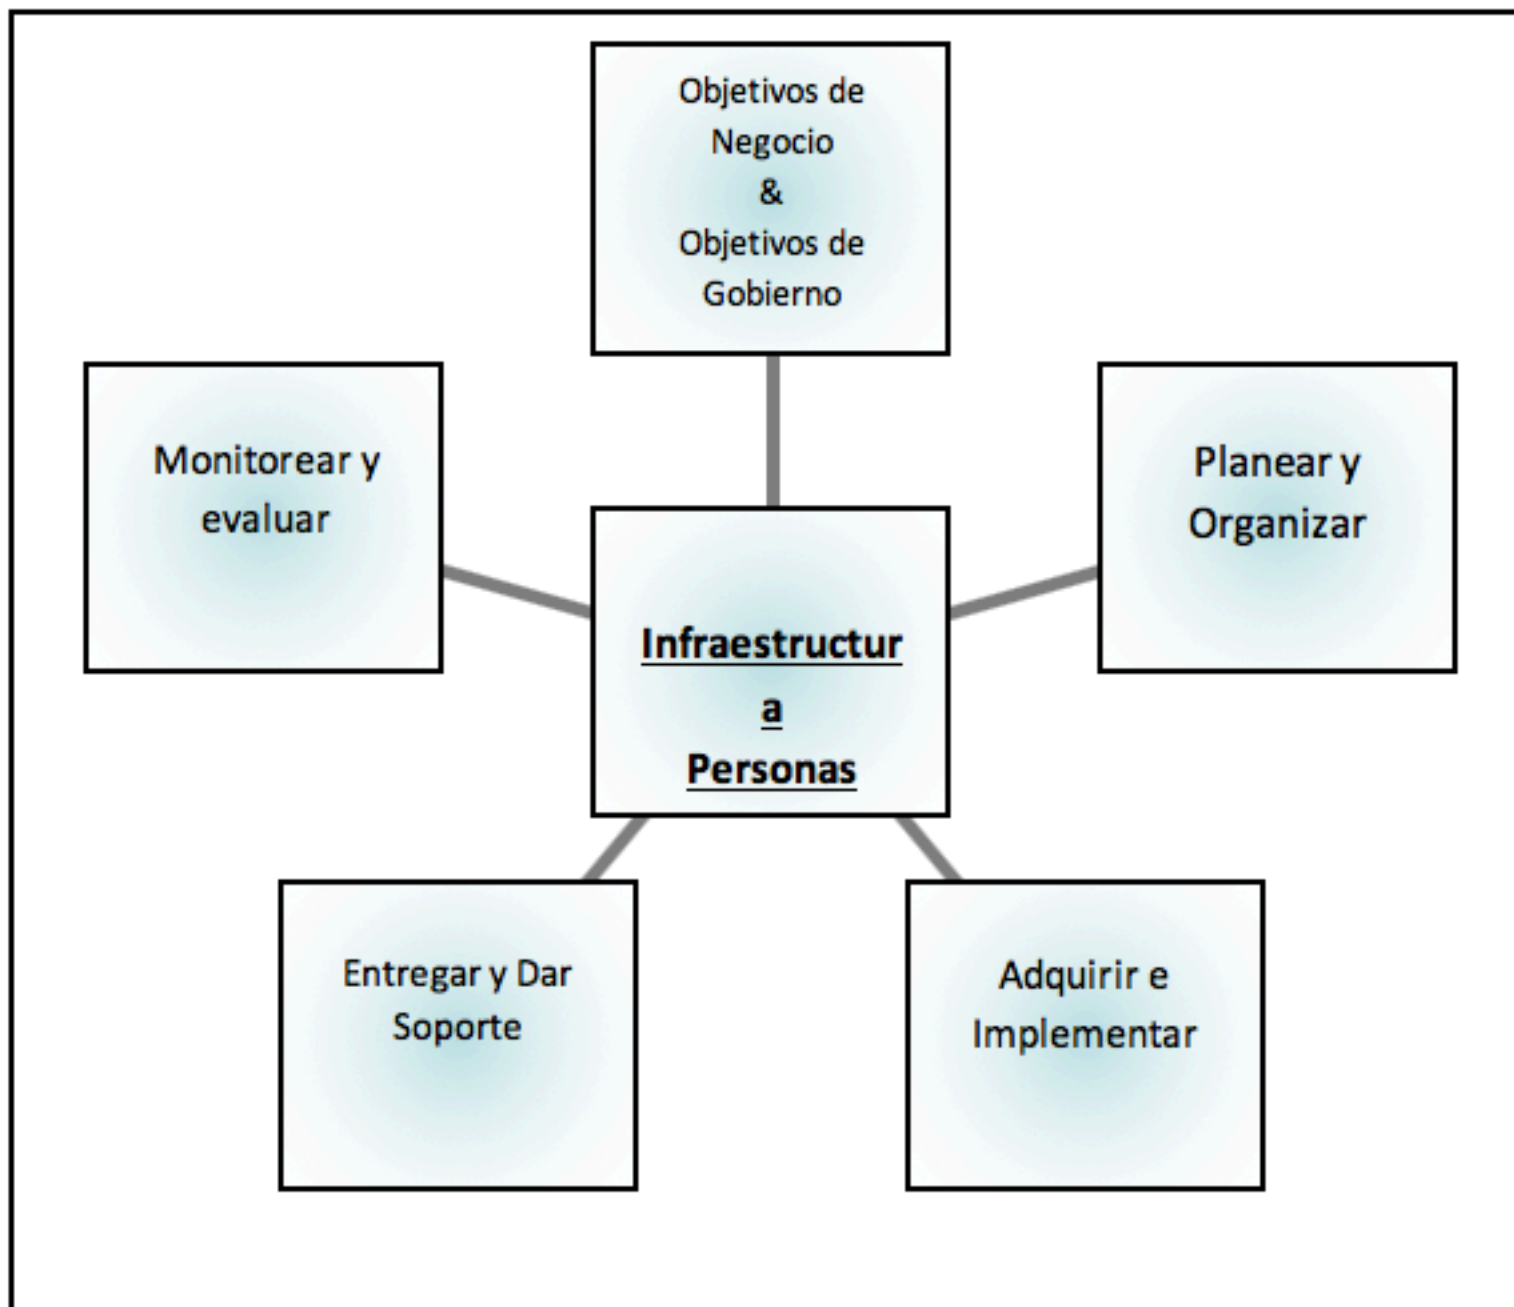 Objetivos de
Negocio
&
Objetivos de
Gobierno
Monitorear y
evaluar
Planear y
Organizar
Infraestructur
a
Personas
Entregar y Dar
Soporte
Adquirir e
Implementar